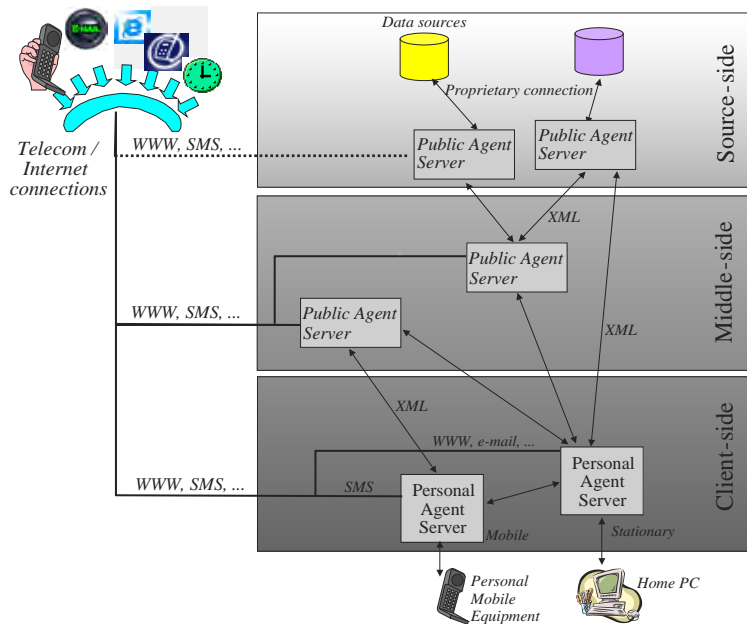 E-MAIL
Data sources
Proprietary connection
Source-side
Telecom /
Internet
connections
WWW, SMS, ...
Public Agent
Server
Public Agent
Server
XML
Middle-side
Public Agent
Server
WWW, SMS, ...
Public Agent
Server
XML
XML
Client-side
WWW, e-mail, ...
WWW, SMS, ...
SMS
Personal
Agent
Server
Personal
Agent
Server
Mobile
Stationary
Personal
Mobile
Equipment
Home PC